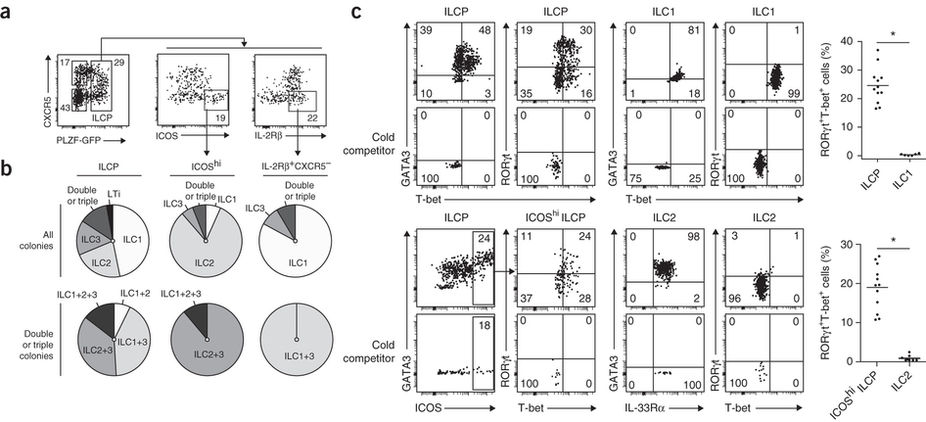 a
CXCR5
17
29
43
ILCP
PLZF-GFP
19
ICOS
22
IL-2Rβ
b
ILCP
ICOShi
IL-2Rβ+CXCR5–
All
colonies
Double
or triple
LTi
ILC3
ILC2
ILC1
Double
or triple
ILC3
ILC1
ILC2
Double
or triple
ILC3
ILC1
Double
or triple
colonies
ILC1+2+3
ILC1+2
ILC2+3
ILC1+3
ILC1+2+3
ILC2+3
ILC1+3
c
ILCP
ILCP
ILC1
ILC1
39 48
10 3
19 30
35 16
0 81
1 18
0 0
0 99
Cold
competitor
GATA3
RORγt
GATA3
RORγt
0 0
100 0
0 0
100 0
0 0
75 25
0 0
100 0
T-bet
T-bet
RORγt+T-bet+ cells (%)
40
30
20
10
0
*
ILCP
ILC1
ILCP
ICOShi ILCP
ILC2
ILC2
24
11 24
37 28
0 98
0 2
3 1
96 0
Cold
competitor
GATA3
RORγt
GATA3
RORγt
18
0 0
100 0
0 0
0 100
0 0
100 0
ICOS
T-bet
IL-33Rα
T-bet
RORγt+T-bet+ cells (%)
30
20
10
0
*
ICOShi ILCP
ILC2